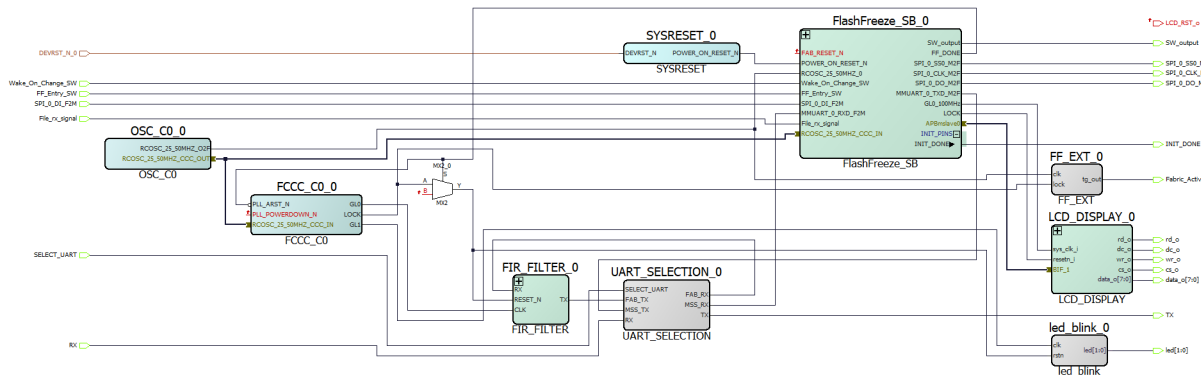 FlashFreeze_SB_0
LCD_RST_o
SYSRESET_0
SW_output
SW_output
FAB_RESET_N
FF_DONE
DEVRST_N_0
DEVRST_N
POWER_ON_RESET_N
POWER_ON_RESET_N
SPI_0_SS0_M2F
SYSRESET
RCOSC_25_50MHZ_0
SPI_0_CLK_M2F
SPI_0_CLK_
Wake_On_Change_SW
Wake_On_Change_SW
SPI_0_DO_M2F
SPI_0_DO_M
FF_Entry_SW
FF_Entry_SW
MMUART_0_TXD_M2F
SPI_0_DI_F2M
SPI_0_DI_F2M
GL0_100MHz
MMUART_0_RXD_F2M
LOCK
File_rx_signal
File_rx_signal
APBmslave0
OSC_C0_0
RCOSC_25_50MHZ_CCC_IN
INIT_PINS
RCOSC_25_50MHZ_O2F
INIT_DONE
INIT_DONE
RCOSC_25_50MHZ_CCC_OUT
FlashFreeze_SB
FF_EXT_0
OSC_C0
MX2_0
S
FCCC_C0_0
A
Y
B
clk
tg_out
Fabric_Activ
lock
PLL_ARST_N
GL0
MX2
FF_EXT
PLL_POWERDOWN_N
LOCK
LCD_DISPLAY_0
RCOSC_25_50MHZ_CCC_IN
GL1
FCCC_C0
rd_o
rd_o
sys_clk_i
dc_o
dc_o
SELECT_UART
resetn_i
wr_o
wr_o
FIR_FILTER_0
UART_SELECTION_0
BIF_1
cs_o
cs_o
data_o[7:0]
data_o[7:0]
RX
SELECT_UART
FAB_RX
LCD_DISPLAY
RESET_N
TX
FAB_TX
MSS_RX
CLK
MSS_TX
TX
TX
FIR_FILTER
RX
led_blink_0
UART_SELECTION
RX
clk
led[1:0]
led[1:0]
rstn
led_blink